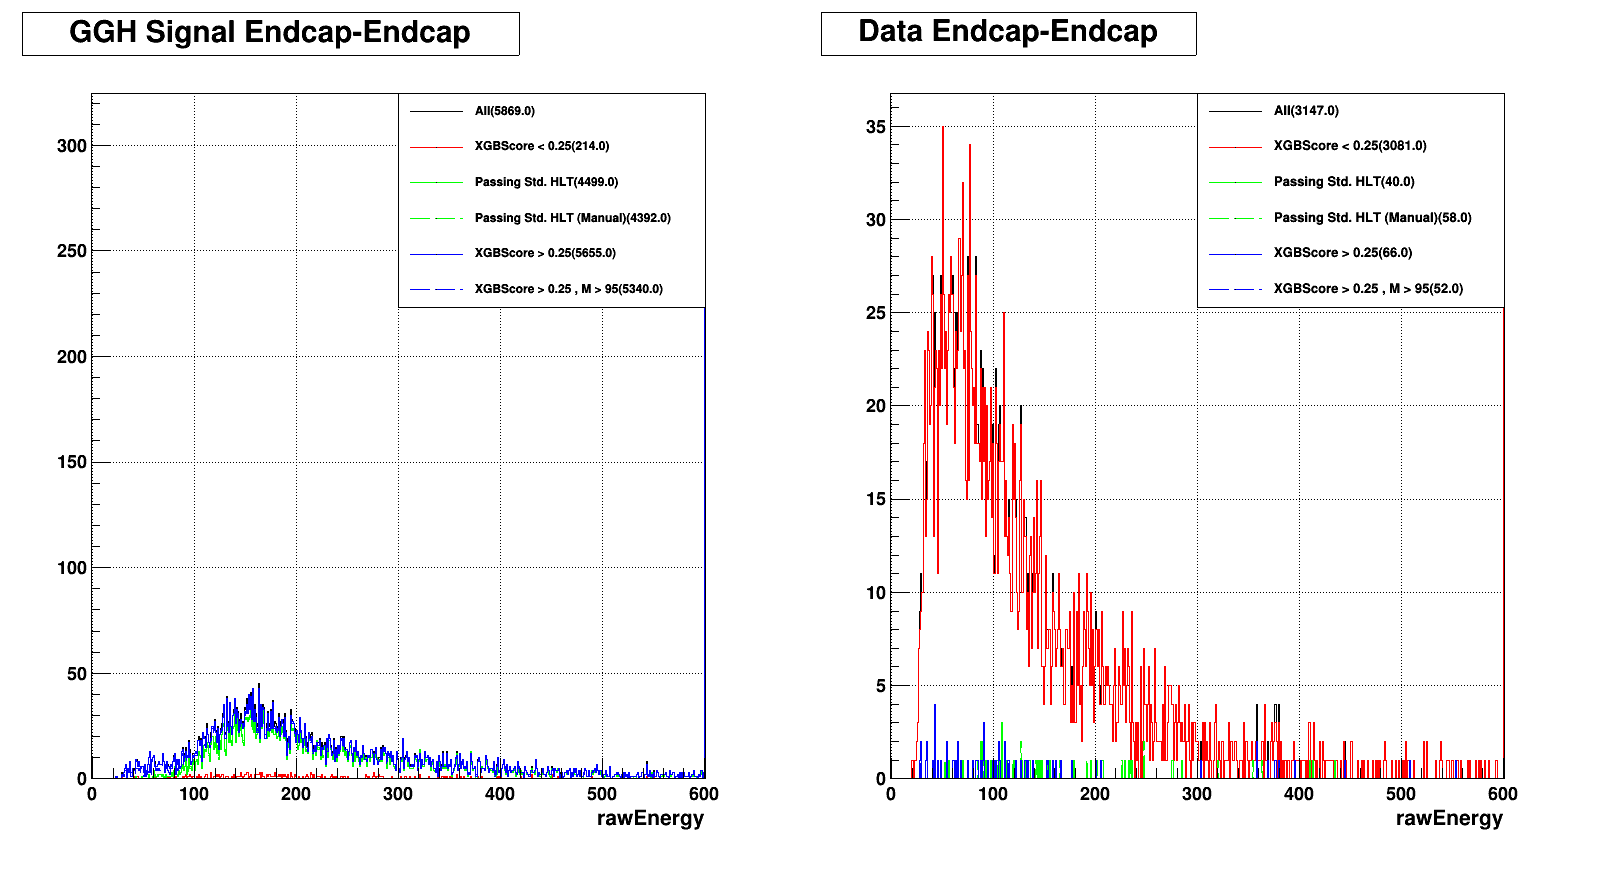 GGH Signal Endcap-Endcap
All(5869.0)
XGBScore < 0.25(214.0)
Passing Std. HLT(4499.0)
Passing Std. HLT (Manual)(4392.0)
XGBScore > 0.25(5655.0)
XGBScore > 0.25 , M > 95(5340.0)
300
250
200
150
100
50
0
0 100 200 300 400 500 600
rawEnergy
Data Endcap-Endcap
All(3147.0)
XGBScore < 0.25(3081.0)
Passing Std. HLT(40.0)
Passing Std. HLT (Manual)(58.0)
XGBScore > 0.25(66.0)
XGBScore > 0.25 , M > 95(52.0)
35
30
25
20
15
10
5
0
0 100 200 300 400 500 600
rawEnergy